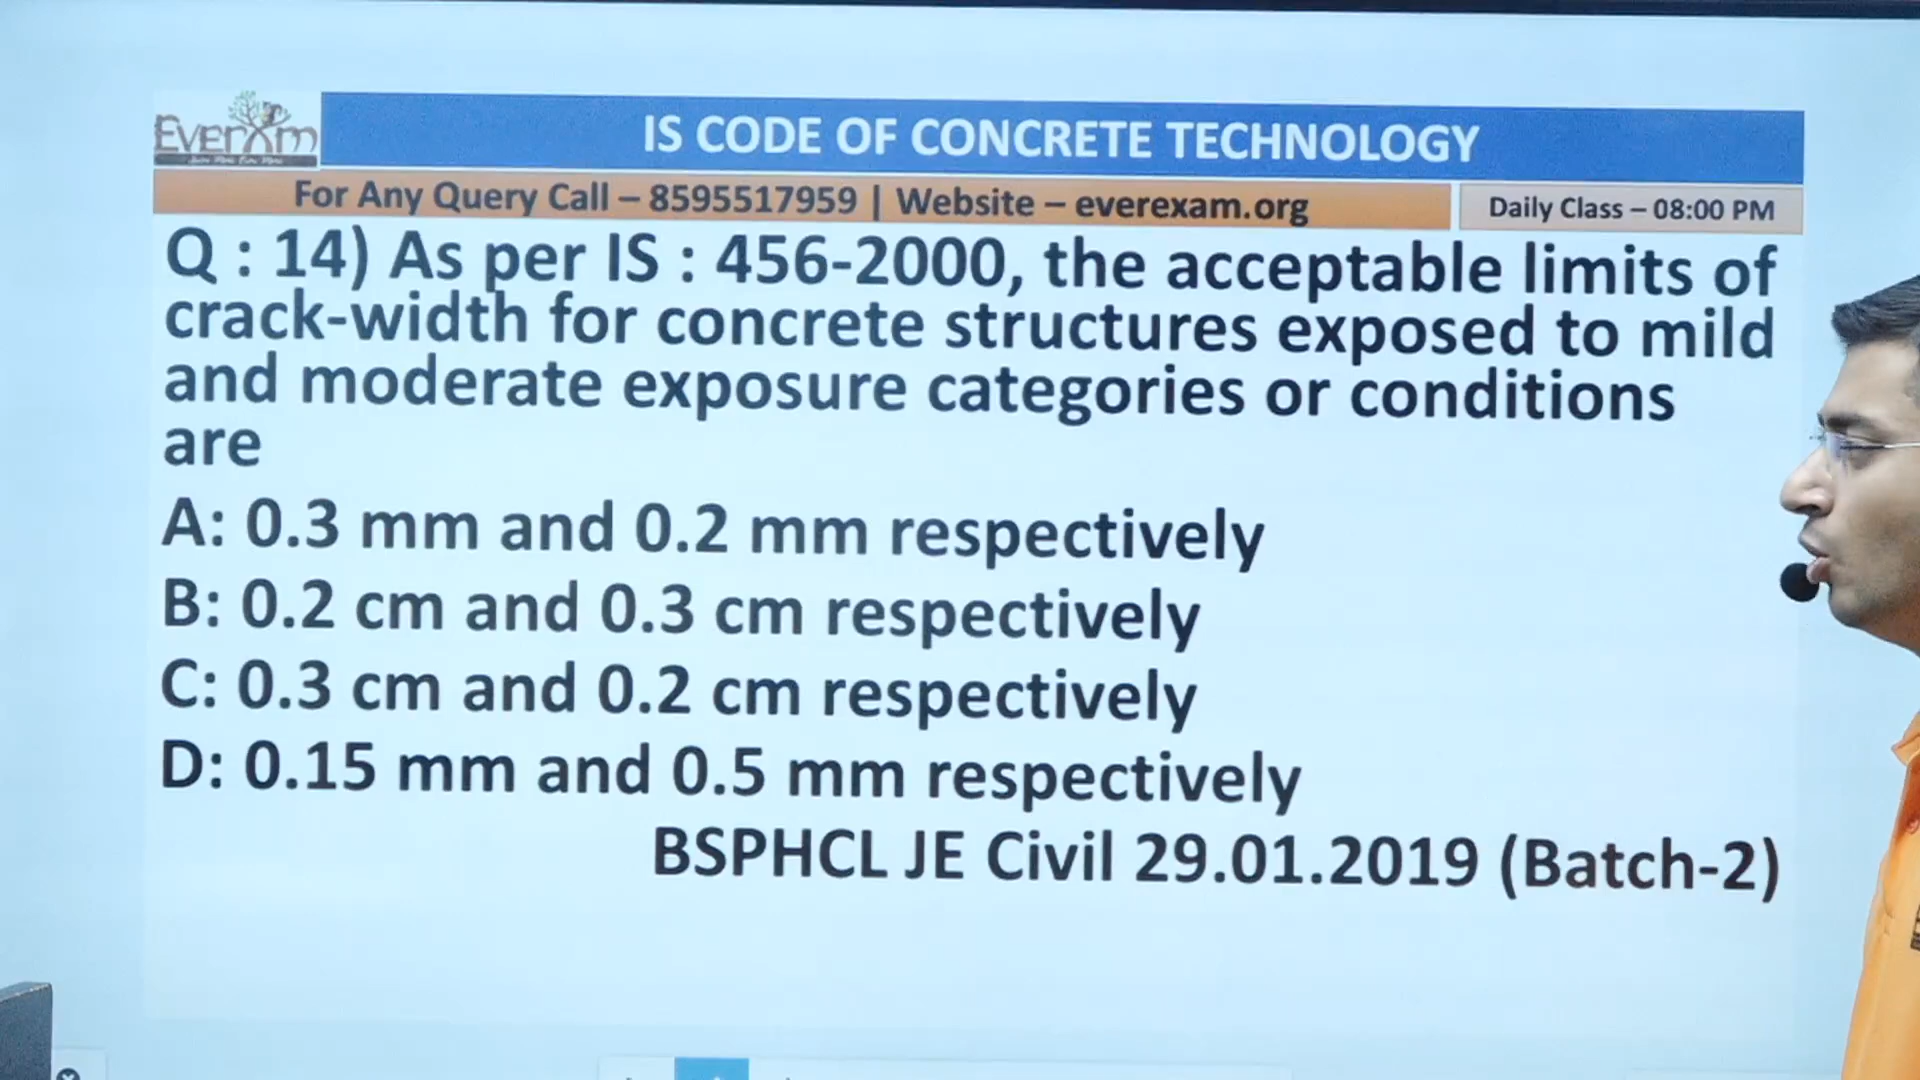 EverExam
IS CODE OF CONCRETE TECHNOLOGY
For Any Query Call – 8595517959 | Website – everexam.org
Daily Class – 08:00 PM
Q : 14) As per IS : 456-2000, the acceptable limits of
crack-width for concrete structures exposed to mild
and moderate exposure categories or conditions
are
A: 0.3 mm and 0.2 mm respectively
B: 0.2 cm and 0.3 cm respectively
C: 0.3 cm and 0.2 cm respectively
D: 0.15 mm and 0.5 mm respectively
BSPHCL JE Civil 29.01.2019 (Batch-2)